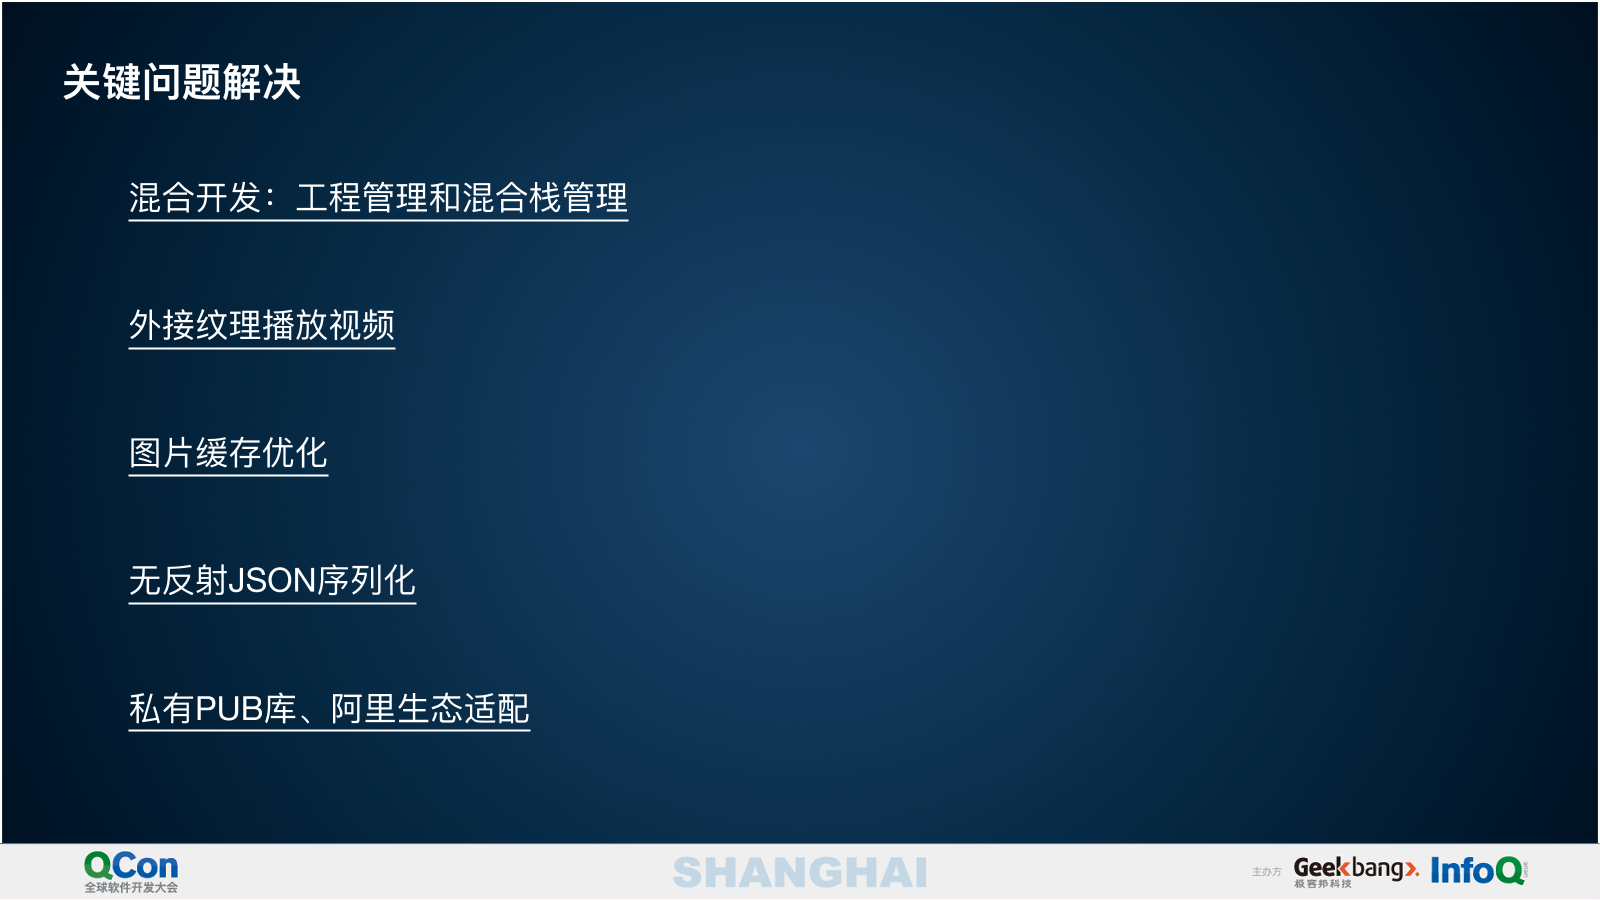 关键问题解决
混合开发：工程管理和混合栈管理
外接纹理播放视频
图片缓存优化
无反射JSON序列化
私有PUB库、阿里生态适配
QCon
全球软件开发大会
SHANGHAI
主办方
Geekbang>.
极客邦科技
InfoQ